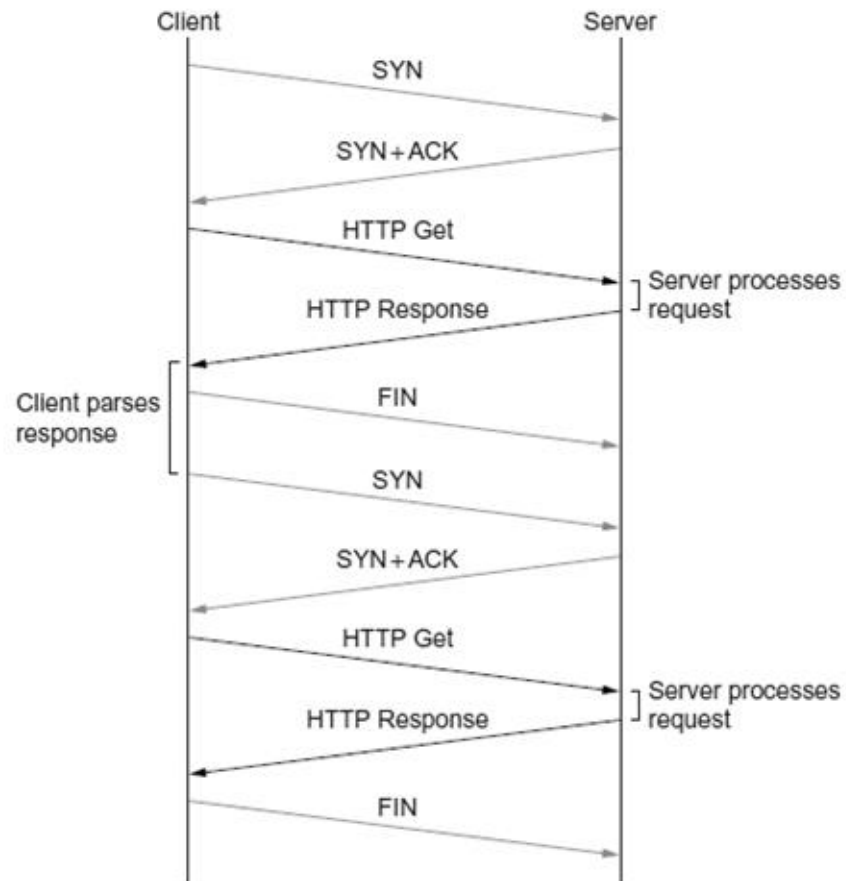 Client
Server
SYN
SYN+ACK
HTTP Get
Server processes
request
HTTP Response
Client parses
response
FIN
SYN
SYN+ACK
HTTP Get
Server processes
request
HTTP Response
FIN